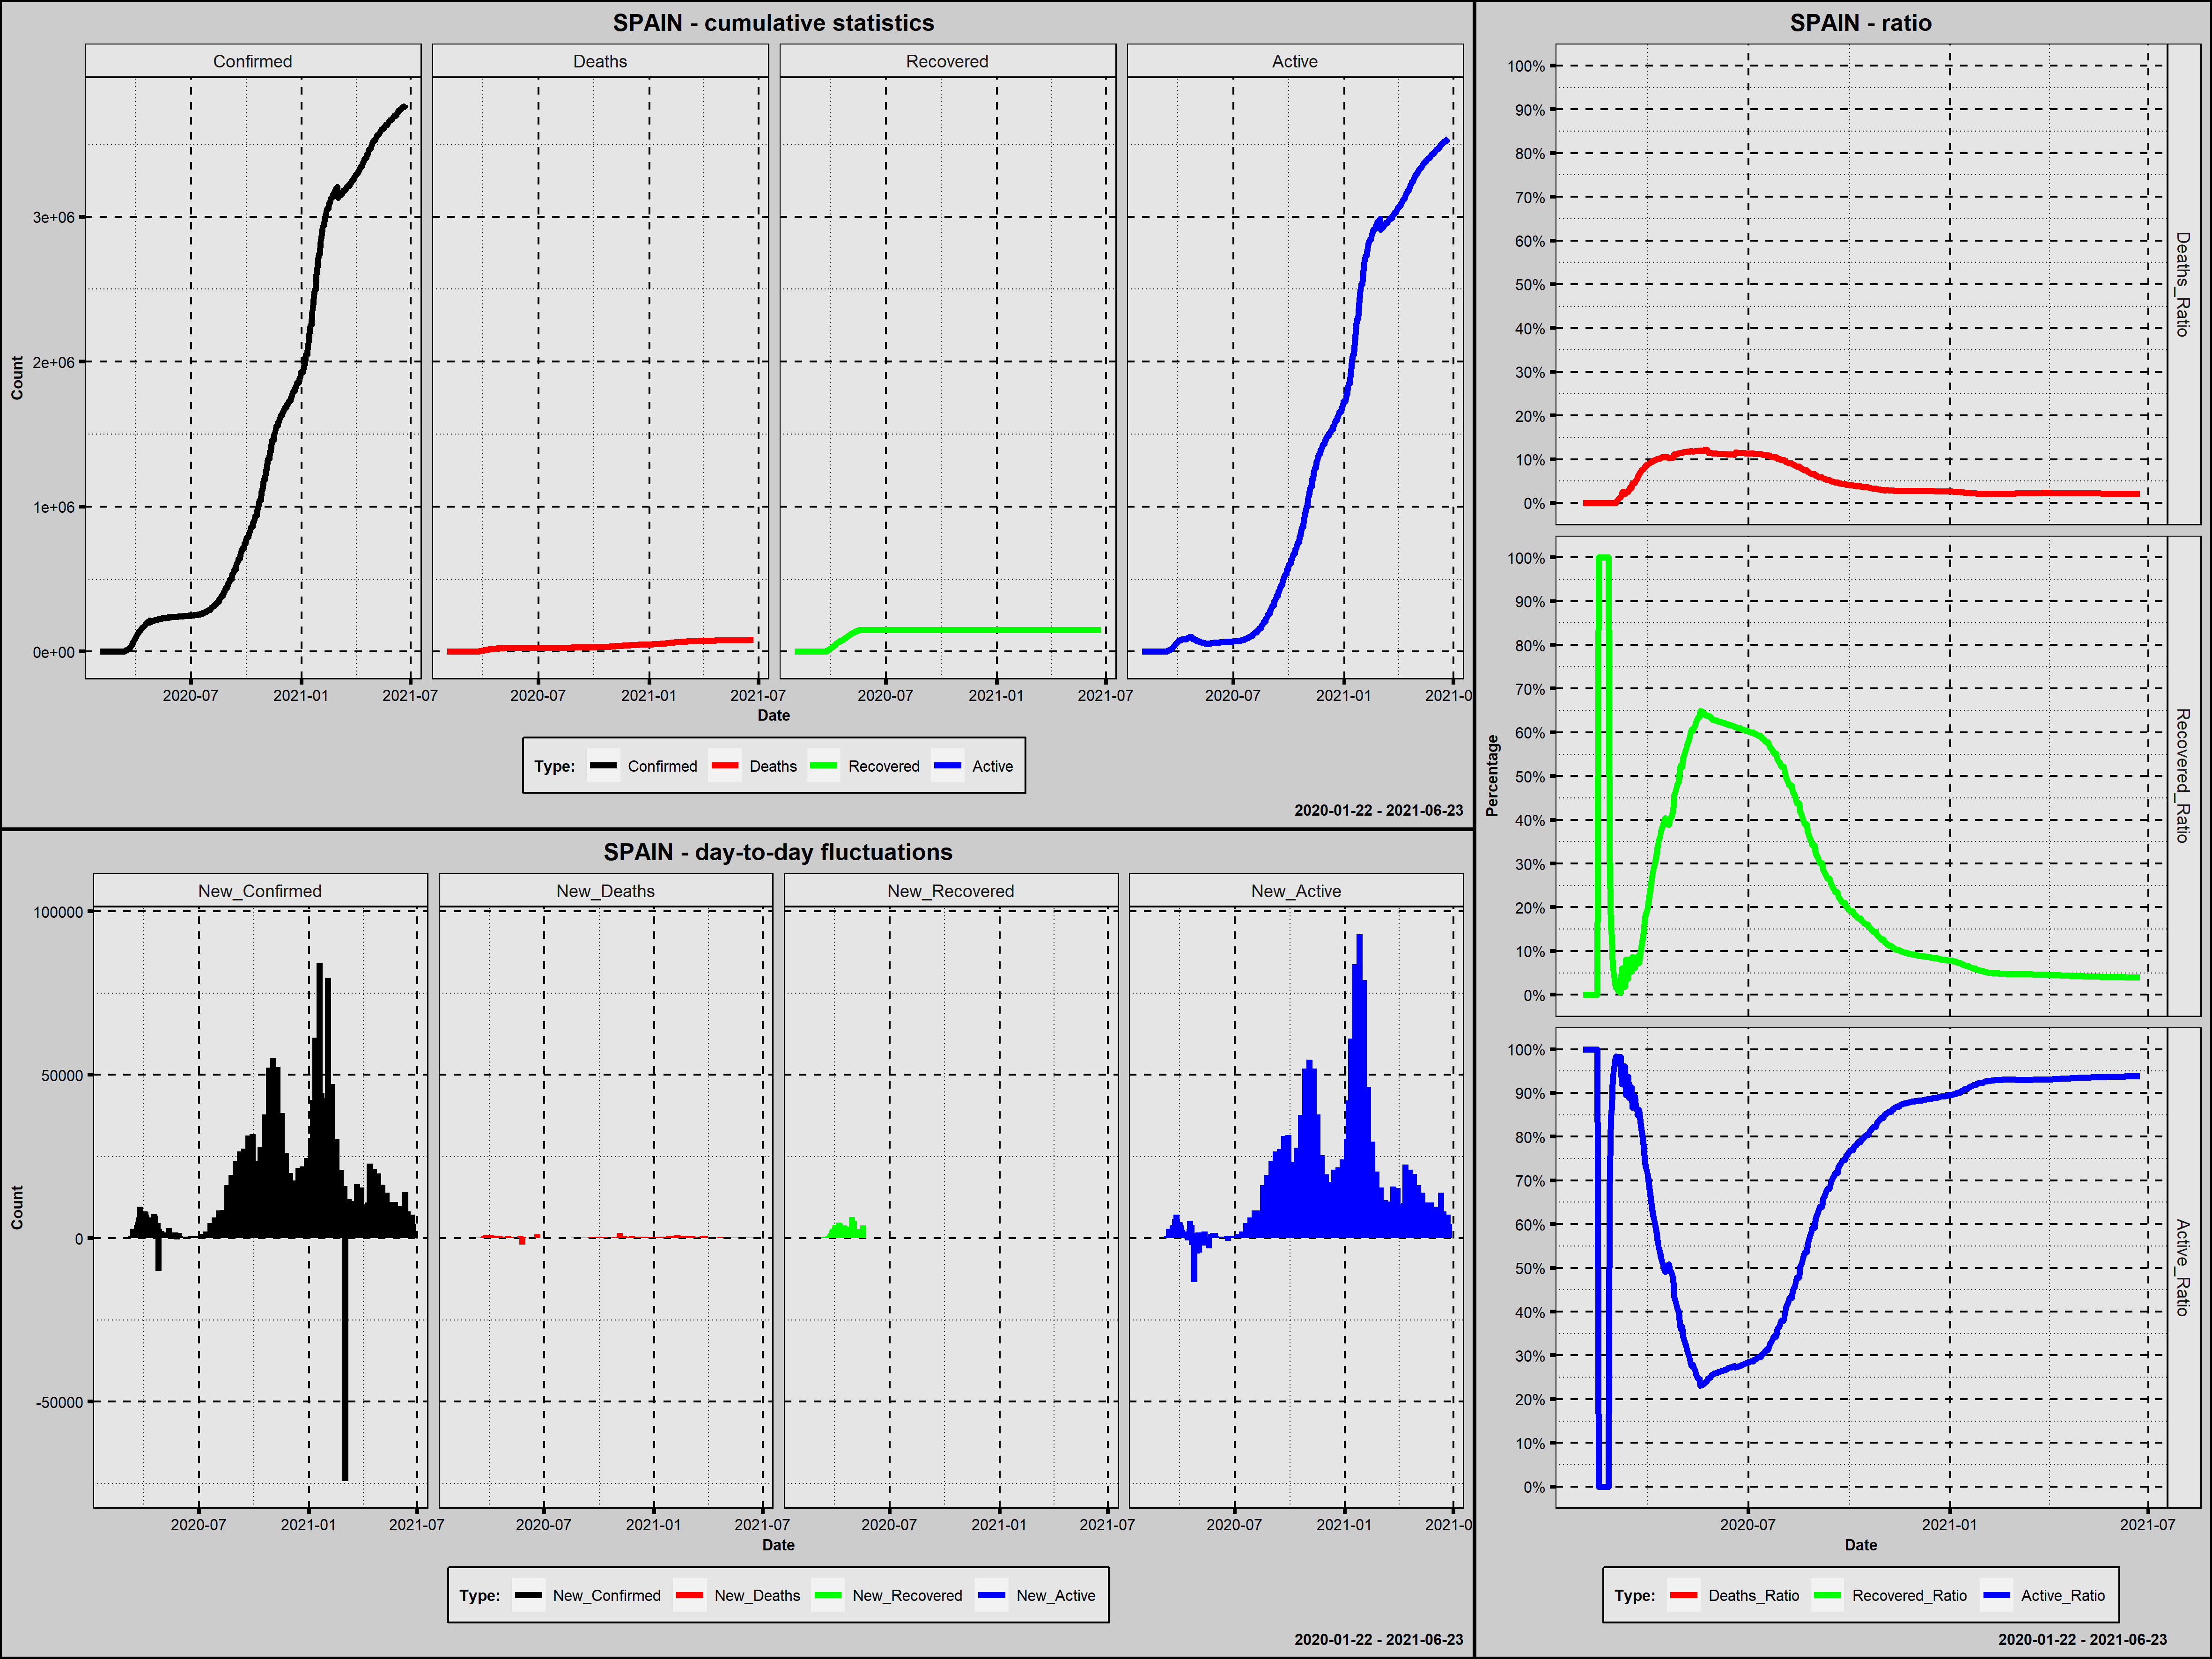 SPAIN - cumulative statistics
Confirmed Deaths Recovered Active
Count
3e+06
2e+06
1e+06
0e+00
2020-07 2021-01 2021-07 2020-07 2021-01 2021-07 2020-07 2021-01 2021-07 2020-07 2021-01 2021-0
Date
Type: Confirmed Deaths Recovered Active
2020-01-22 - 2021-06-23
SPAIN - day-to-day fluctuations
New_Confirmed New_Deaths New_Recovered New_Active
Count
100000
50000
0
-50000
2020-07 2021-01 2021-07 2020-07 2021-01 2021-07 2020-07 2021-01 2021-07 2020-07 2021-01 2021-0
Date
Type: New_Confirmed New_Deaths New_Recovered New_Active
2020-01-22 - 2021-06-23
SPAIN - ratio
Percentage
100%
90%
80%
70%
60%
50%
40%
30%
20%
10%
0%
Deaths_Ratio
100%
90%
80%
70%
60%
50%
40%
30%
20%
10%
0%
Recovered_Ratio
100%
90%
80%
70%
60%
50%
40%
30%
20%
10%
0%
Active_Ratio
2020-07 2021-01 2021-07
Date
Type: Deaths_Ratio Recovered_Ratio Active_Ratio
2020-01-22 - 2021-06-23